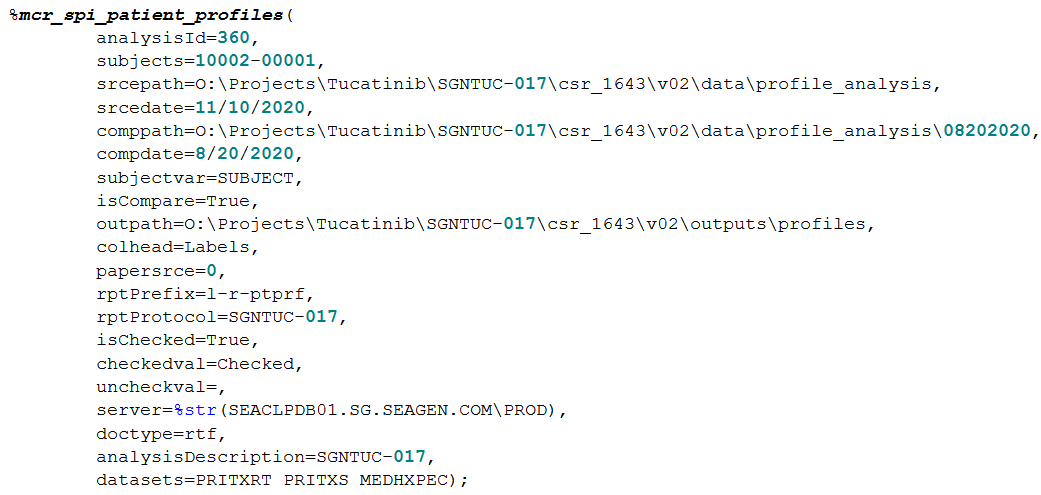 %mcr_spi_patient_profiles(
analysisId=360,
subjects=10002-00001,
srcepath=O:\Projects\Tucatinib\SGNTUC-017\csr_1643\v02\data\profile_analysis,
srcedate=11/10/2020,
comppath=O:\Projects\Tucatinib\SGNTUC-017\csr_1643\v02\data\profile_analysis\08202020,
compdate=8/20/2020,
subjectvar=SUBJECT,
isCompare=True,
outpath=O:\Projects\Tucatinib\SGNTUC-017\csr_1643\v02\outputs\profiles,
colhead=Labels,
papersrce=0,
rptPrefix=l-r-ptprf,
rptProtocol=SGNTUC-017,
isChecked=True,
checkedval=Checked,
uncheckval=,
server=%str(SEACLPDB01.SG.SEAGEN.COM\PROD),
doctype=rtf,
analysisDescription=SGNTUC-017,
datasets=PRITXRT PRITXS MEDHXPEC);